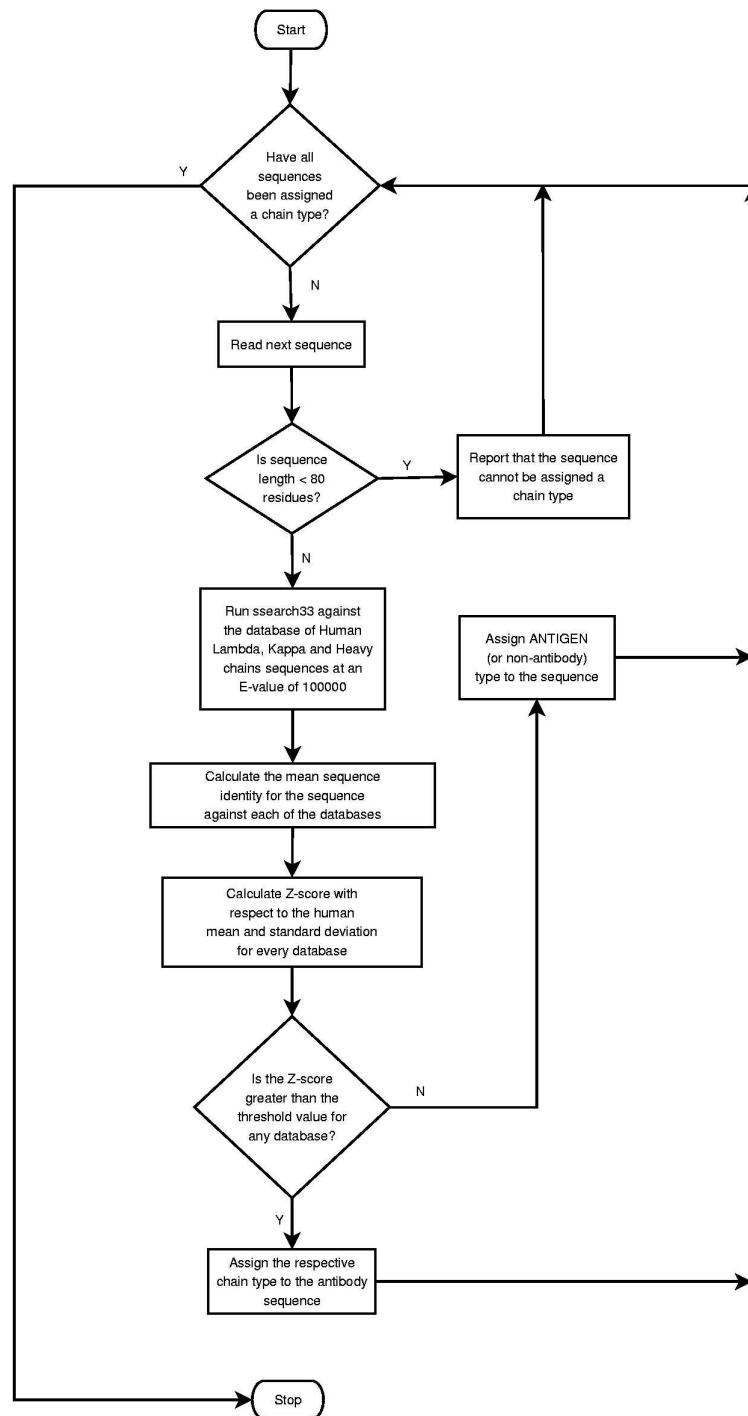 Start
Have all
sequences
been assigned
a chain type?
Y
N
Read next sequence
Is sequence
length < 80
residues?
Y
Report that the sequence
cannot be assigned a
chain type
N
Run ssearch33 against
the database of Human
Lambda, Kappa and Heavy
chains sequences at an
E-value of 100000
Assign ANTIGEN
(or non-antibody)
type to the sequence
Calculate the mean sequence
identity for the sequence
against each of the databases
Calculate Z-score with
respect to the human
mean and standard deviation
for every database
Is the Z-score
greater than the
threshold value for
any database?
N
Y
Assign the respective
chain type to the antibody
sequence
Stop